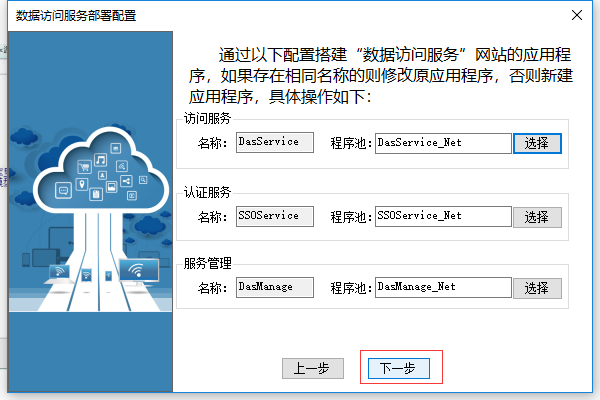 数据访问服务部署配置
通过以下配置搭建“数据访问服务”网站的应用程
序，如果存在相同名称的则修改原应用程序，否则新建
应用程序，具体操作如下：
访问服务
名称： DasService 程序池： DasService_Net 选择
认证服务
名称： SSOService 程序池： SSOService_Net 选择
服务管理
名称： DasManage 程序池： DasManage_Net 选择
上一步 下一步